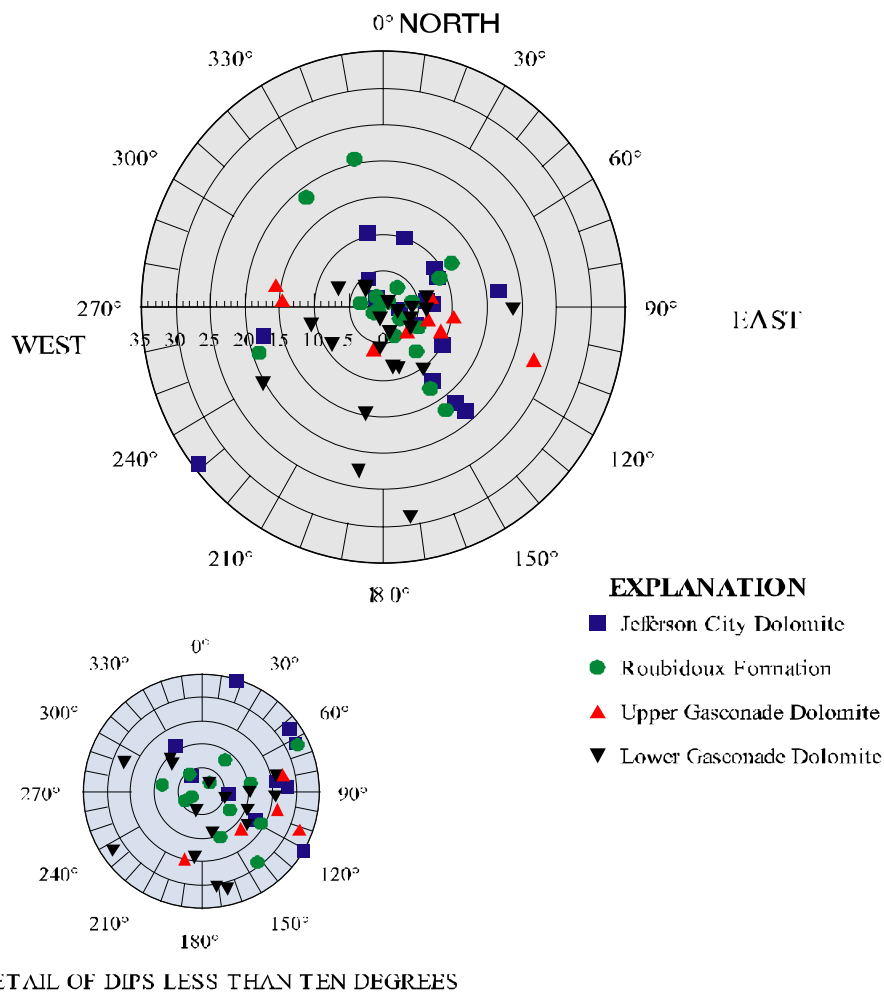 0° NORTH
330° 30°
300° 60°
270° 90°
EAST
WEST
35 30 25 20 15 10 5 0
240° 120°
210° 150°
180°
EXPLANATION
Jefferson City Dolomite
Roubidoux Formation
Upper Gasconade Dolomite
Lower Gasconade Dolomite
0°
330° 30°
300° 60°
270° 90°
240° 120°
210° 150°
180°
ETAIL OF DIPS LESS THAN TEN DEGREES